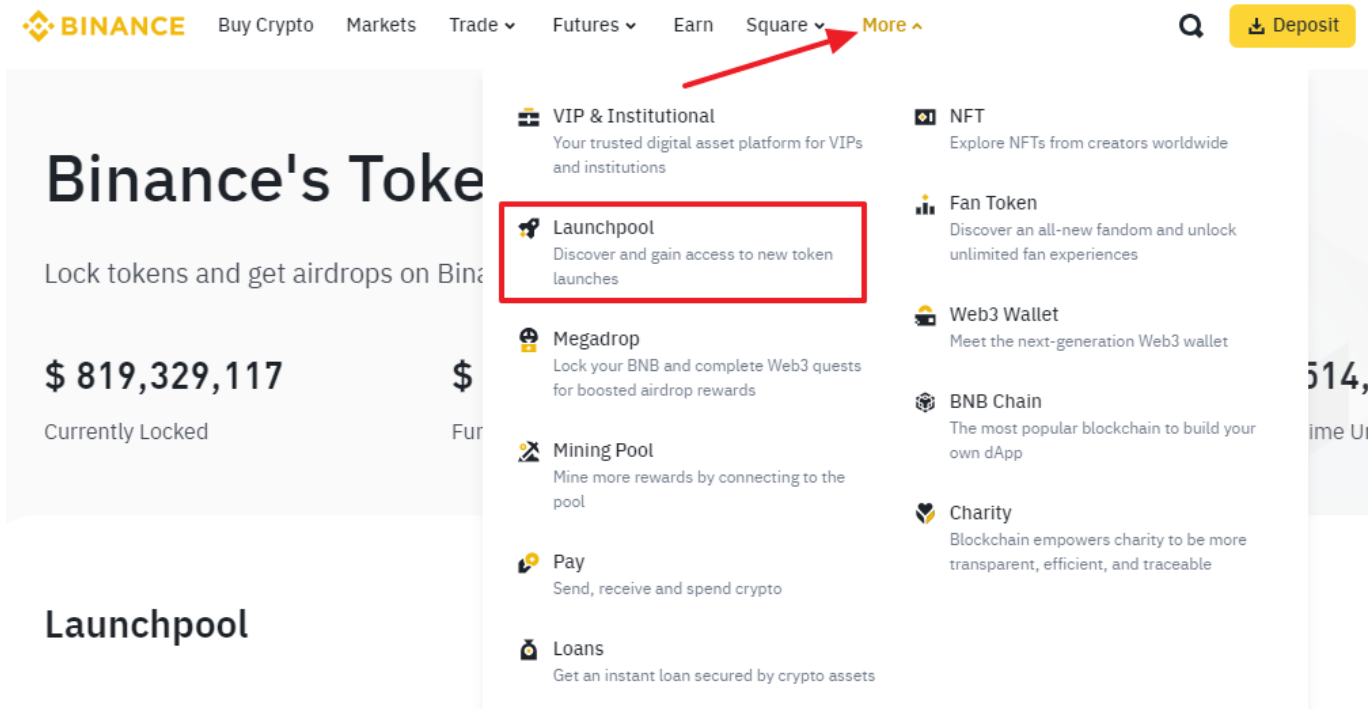 BINANCE Buy Crypto Markets Trade Futures Earn Square More Deposit
Binance's Toke
Lock tokens and get airdrops on Bina
$ 819,329,117
Currently Locked
$
Fur
514,
ime Ur
Launchpool
VIP & Institutional
Your trusted digital asset platform for VIPs
and institutions
Launchpool
Discover and gain access to new token
launches
Megadrop
Lock your BNB and complete Web3 quests
for boosted airdrop rewards
Mining Pool
Mine more rewards by connecting to the
pool
Pay
Send, receive and spend crypto
Loans
Get an instant loan secured by crypto assets
NFT
Explore NFTs from creators worldwide
Fan Token
Discover an all-new fandom and unlock
unlimited fan experiences
Web3 Wallet
Meet the next-generation Web3 wallet
BNB Chain
The most popular blockchain to build your
own dApp
Charity
Blockchain empowers charity to be more
transparent, efficient, and traceable